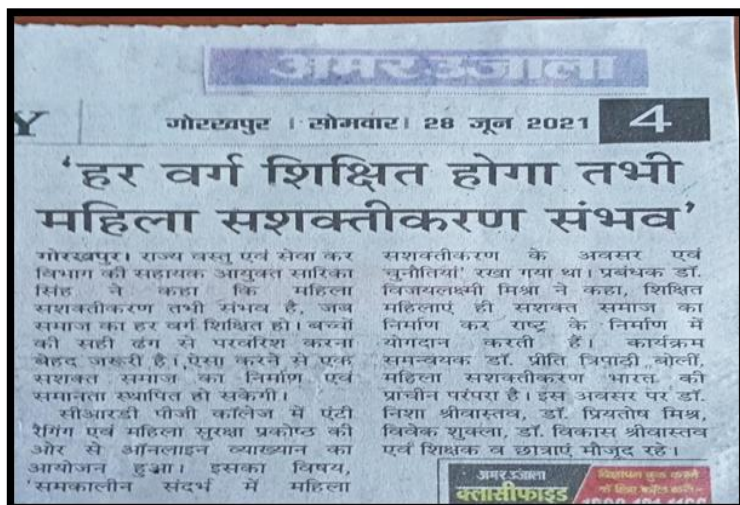 अमर उजाला
Y
गोरखपुर । सोमवार। 28 जून 2021
4
'हर वर्ग शिक्षित होगा तभी
महिला सशक्तीकरण संभव'
गोरखपुर। राज्य वस्तु एवं सेवा कर
विभाग की सहायक आयुक्त सारिका
सिंह ने कहा कि महिला
सशक्तीकरण तभी संभव है, जब
समाज का हर वर्ग शिक्षित हो। बच्चों
की सही ढंग से परवरिश करना
बेहद जरूरी है। ऐसा करने से एक
सशक्त समाज का निर्माण एवं
समानता स्थापित हो सकेगी।
सीआरडी पीजी कॉलेज में एंटी
रैगिंग एवं महिला सुरक्षा प्रकोष्ठ की
ओर से ऑनलाइन व्याख्यान का
आयोजन हुआ। इसका विषय,
'समकालीन संदर्भ में महिला
सशक्तीकरण के अवसर एवं
चुनौतियां' रखा गया था। प्रबंधक डॉ.
विजयलक्ष्मी मिश्रा ने कहा, शिक्षित
महिलाएं ही सशक्त समाज का
निर्माण कर राष्ट्र के निर्माण में
योगदान करती हैं। कार्यक्रम
समन्वयक डॉ. प्रीति त्रिपाठी बोलीं,
महिला सशक्तीकरण भारत की
प्राचीन परंपरा है। इस अवसर पर डॉ.
निशा श्रीवास्तव, डॉ. प्रियतोष मिश्र,
विवेक शुक्ला, डॉ. विकास श्रीवास्तव
एवं शिक्षक व छात्राएं मौजूद रहे।
अमर उजाला
क्लासीफाइड
विज्ञापन बुक कराने